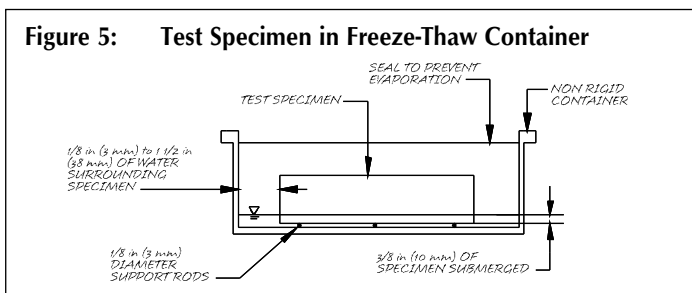 Figure 5: Test Specimen in Freeze-Thaw Container
SEAL TO PREVENT
EVAPORATION
NON RIGID
CONTAINER
TEST SPECIMEN
1/8 in (3 mm) to 1 1/2 in
(38 mm) OF WATER
SURROUNDING
SPECIMEN
1/8 in (3 mm)
DIAMETER
SUPPORT RODS
3/8 in (10 mm) OF
SPECIMEN SUBMERGED